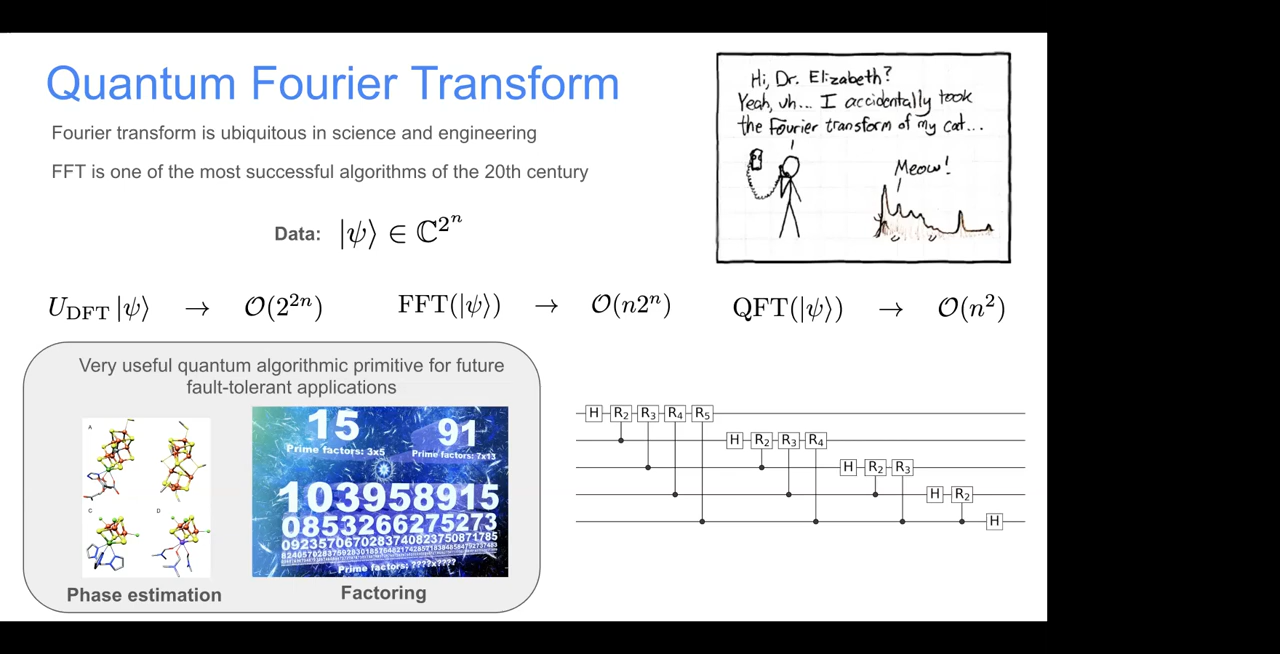 Quantum Fourier Transform
Fourier transform is ubiquitous in science and engineering
FFT is one of the most successful algorithms of the 20th century
Data: |ψ⟩ ∈ ℂ^{2^n}
Hi, Dr. Elizabeth?
Yeah, uh... I accidentally took
the Fourier transform of my cat...
Meow!
U_DFT |ψ⟩ → 𝒪(2^{2n}) FFT(|ψ⟩) → 𝒪(n2^n) QFT(|ψ⟩) → 𝒪(n^2)
Very useful quantum algorithmic primitive for future
fault-tolerant applications
A
C D
Phase estimation
15 91
Prime factors: 3x5 Prime factors: 7x13
103958915
0853266275273
0923570670283740823750871785
Prime factors: ????x????
Factoring
H R₂ R₃ R₄ R₅
H R₂ R₃ R₄
H R₂ R₃
H R₂
H